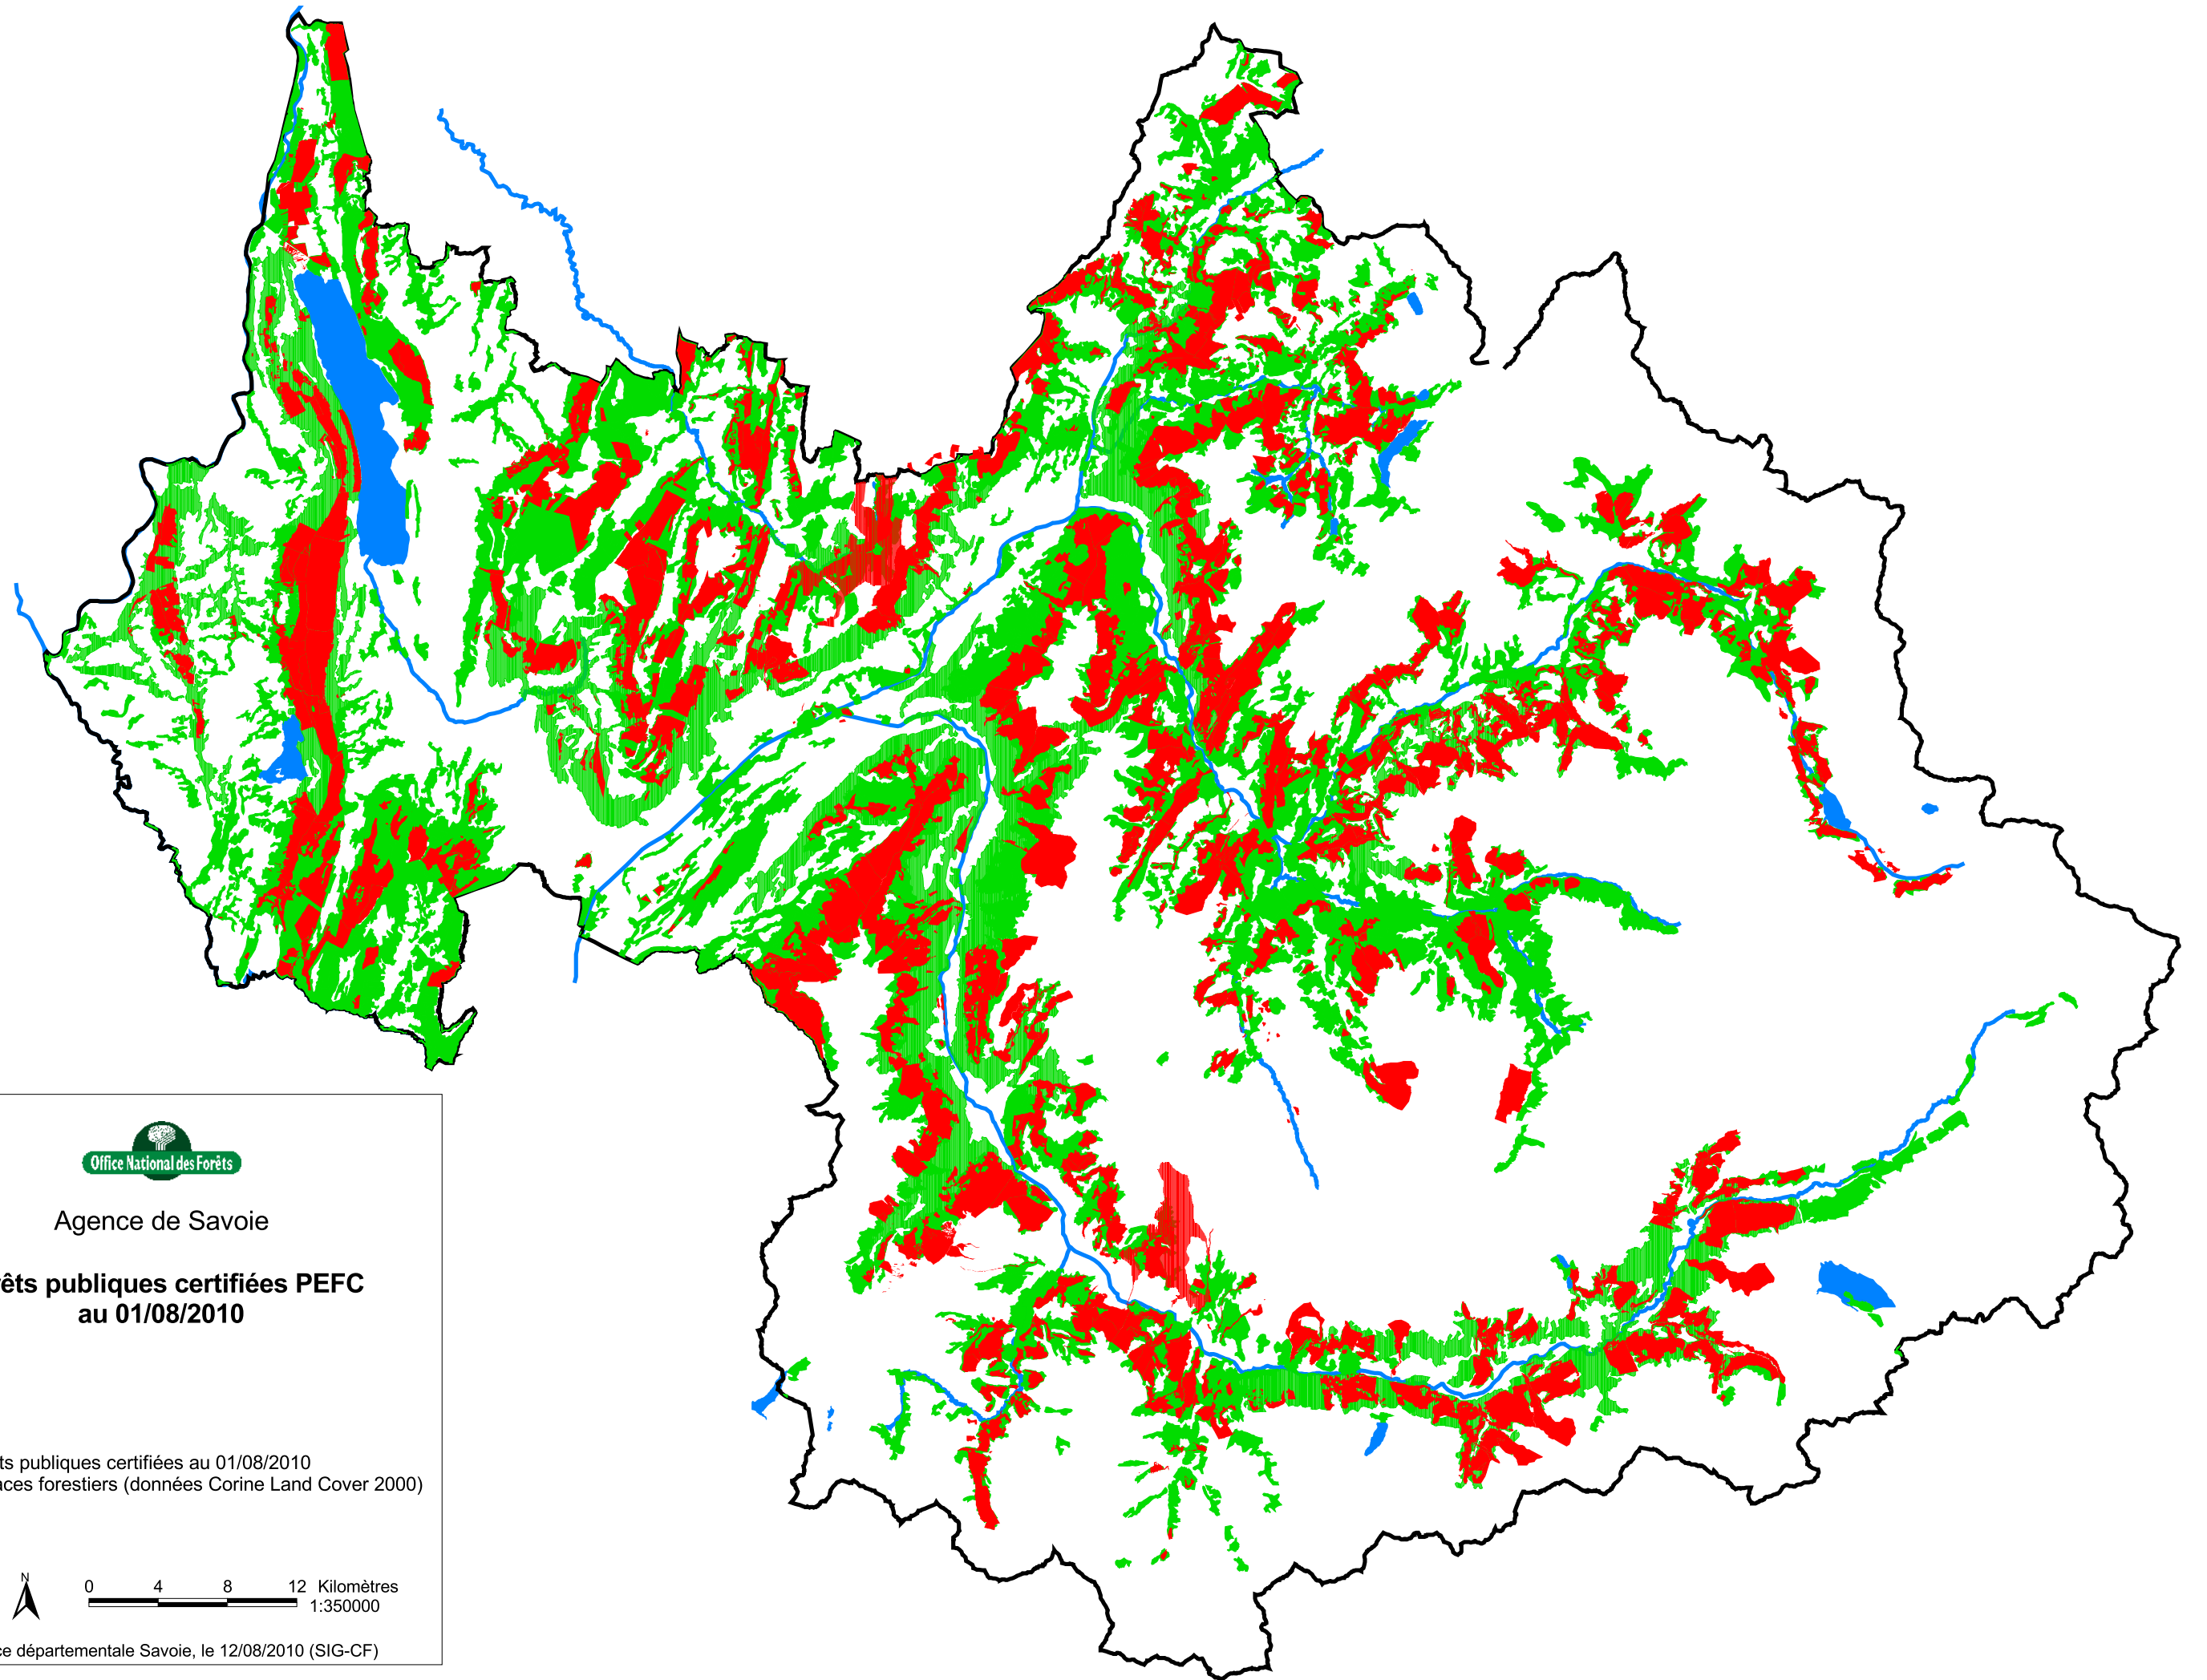 Office National des Forêts
Agence de Savoie
êts publiques certifiées PEFC
au 01/08/2010
ts publiques certifiées au 01/08/2010
aces forestiers (données Corine Land Cover 2000)
N
0 4 8 12 Kilomètres
1:350000
ce départementale Savoie, le 12/08/2010 (SIG-CF)